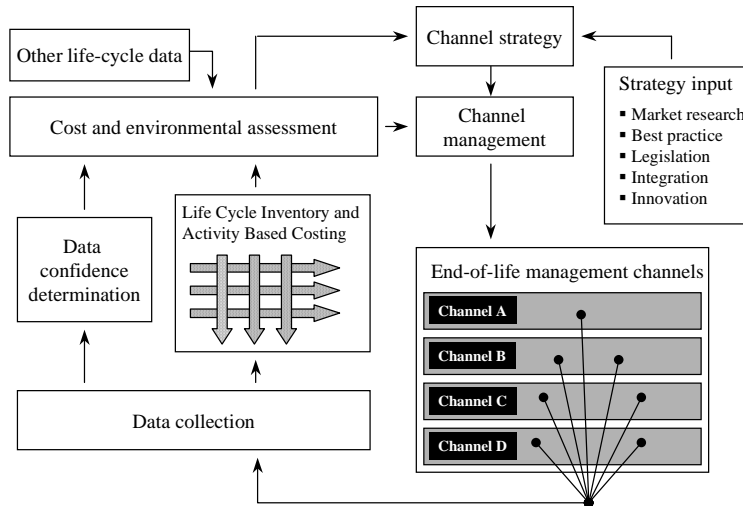 Other life-cycle data
Channel strategy
Strategy input
▪ Market research
▪ Best practice
▪ Legislation
▪ Integration
▪ Innovation
Cost and environmental assessment
Channel
management
Data
confidence
determination
Life Cycle Inventory and
Activity Based Costing
End-of-life management channels
Channel A
Channel B
Channel C
Channel D
Data collection